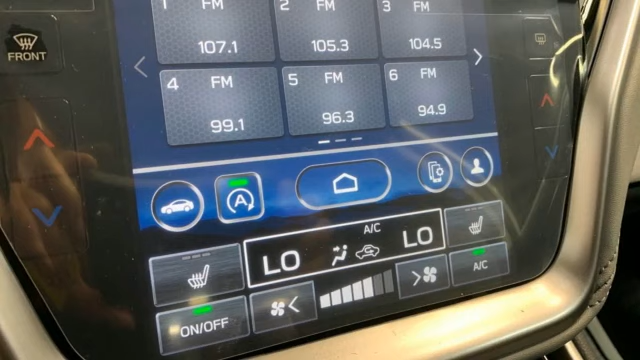 1 FM 2 FM 3 FM
107.1 105.3 104.5
FRONT
4 FM 5 FM 6 FM
99.1 96.3 94.9
A
A/C
LO LO
A/C
ON/OFF